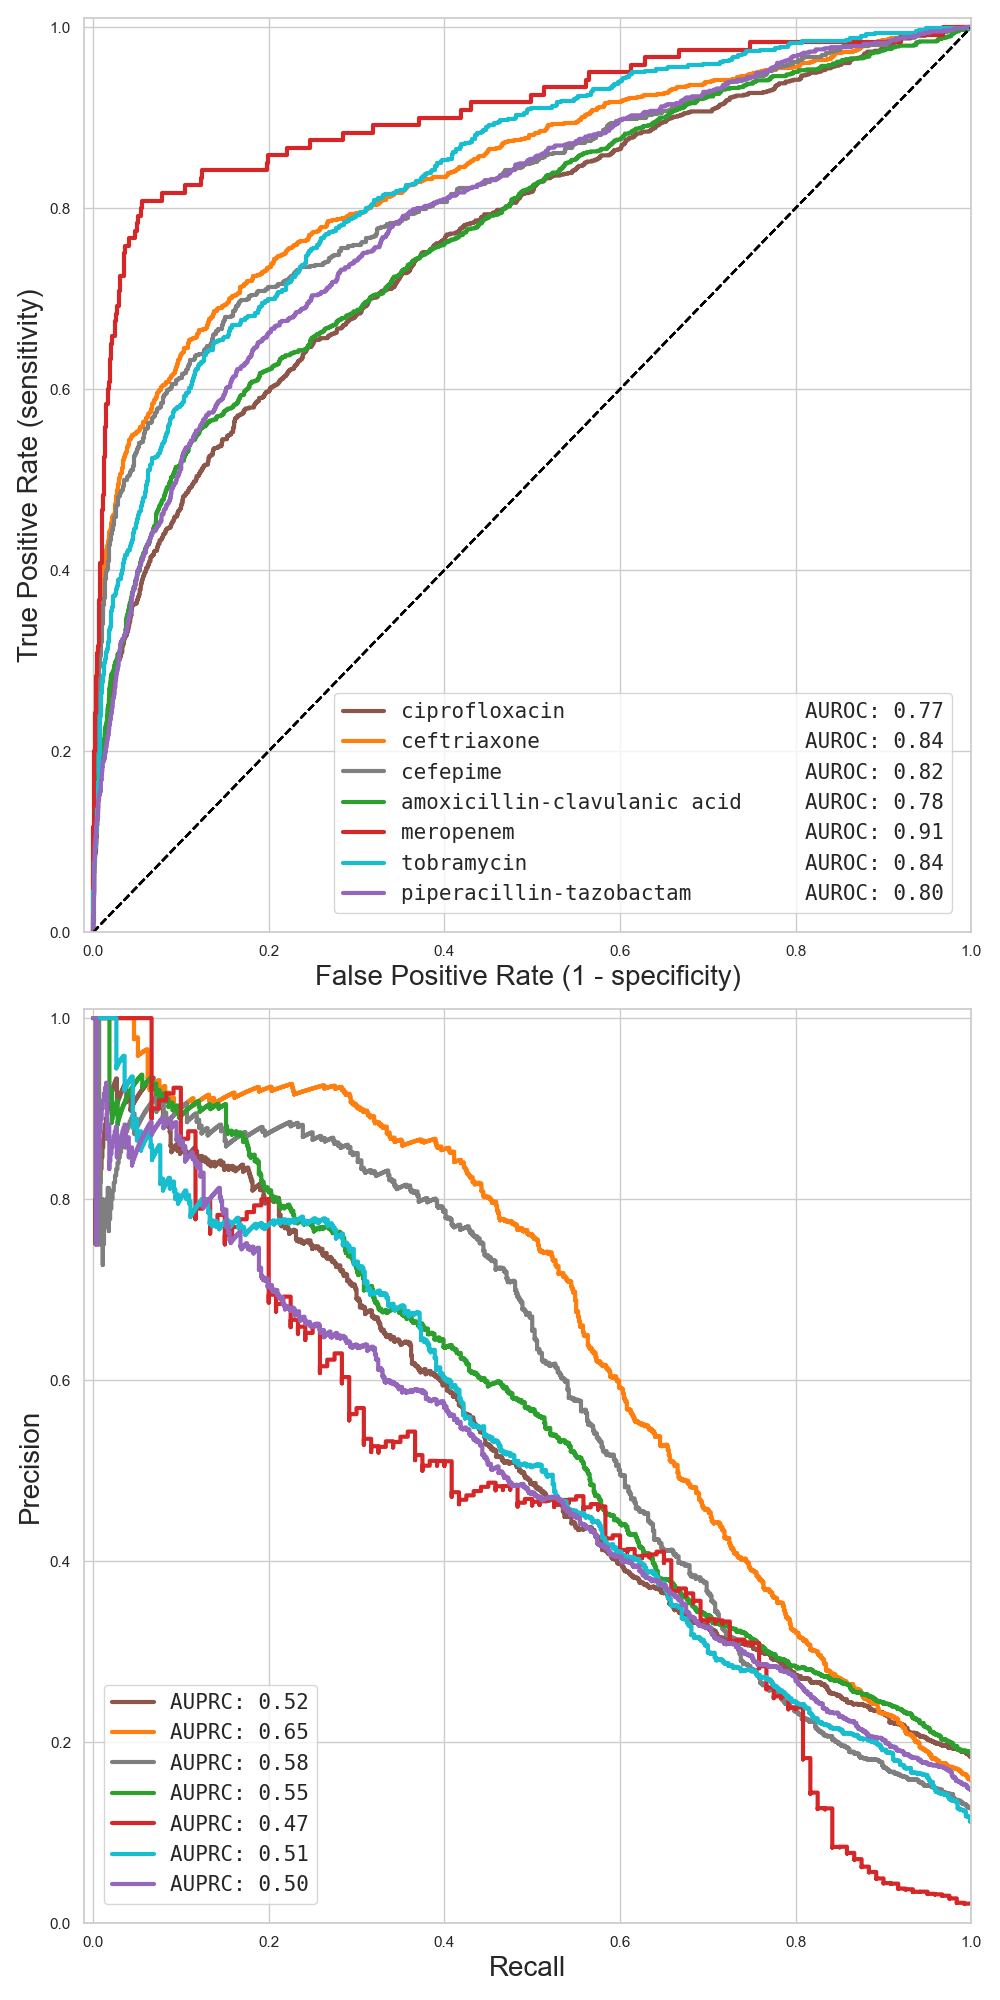 1.0
0.8
0.6
0.4
0.2
0.0
True Positive Rate (sensitivity)
ciprofloxacin AUROC: 0.77
ceftriaxone AUROC: 0.84
cefepime AUROC: 0.82
amoxicillin-clavulanic acid AUROC: 0.78
meropenem AUROC: 0.91
tobramycin AUROC: 0.84
piperacillin-tazobactam AUROC: 0.80
0.0 0.2 0.4 0.6 0.8 1.0
False Positive Rate (1 - specificity)
1.0
0.8
0.6
0.4
0.2
0.0
Precision
AUPRC: 0.52
AUPRC: 0.65
AUPRC: 0.58
AUPRC: 0.55
AUPRC: 0.47
AUPRC: 0.51
AUPRC: 0.50
0.0 0.2 0.4 0.6 0.8 1.0
Recall